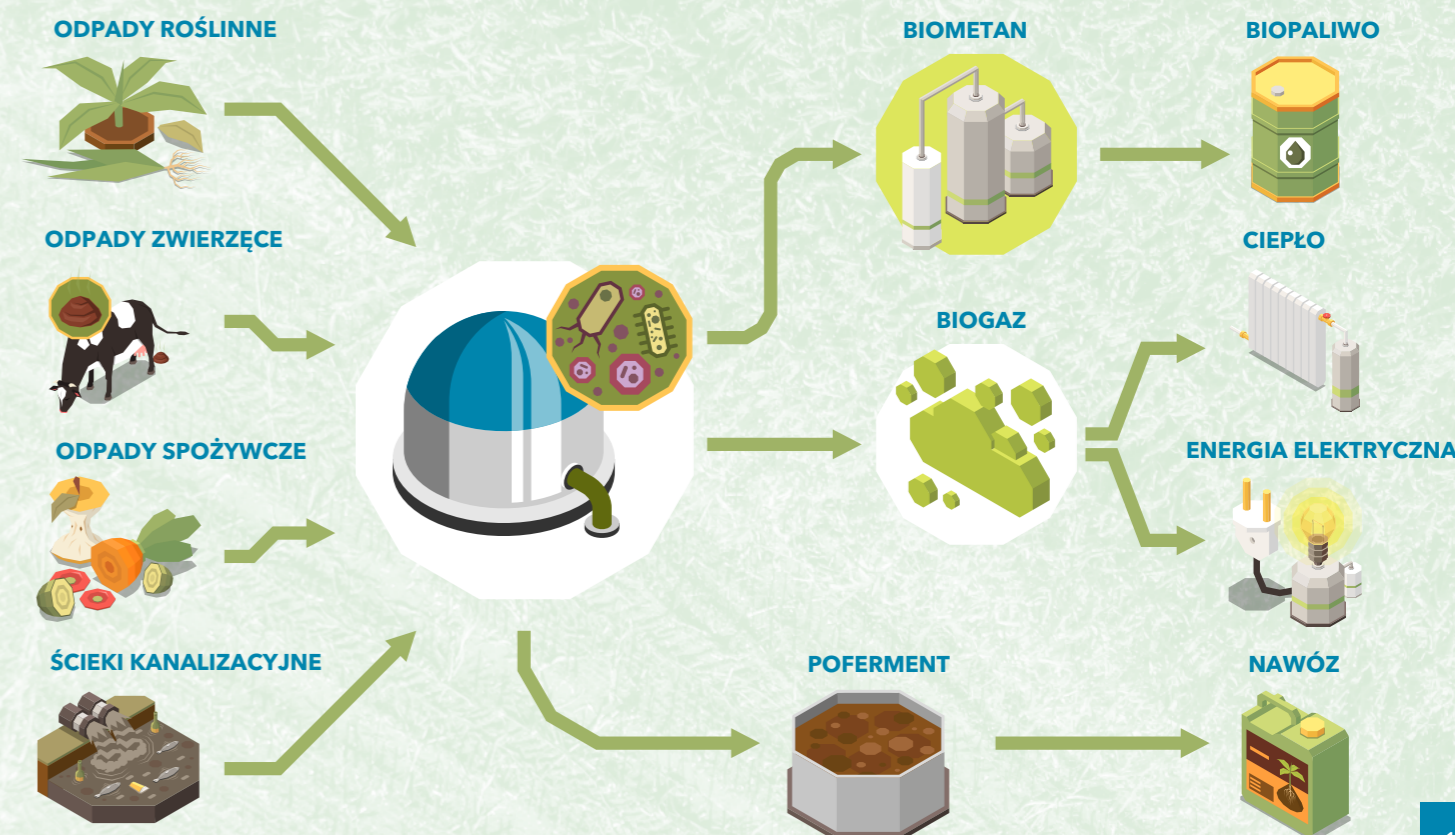 ODPADY ROŚLINNE
BIOMETAN
BIOPALIWO
ODPADY ZWIERZĘCE
CIEPŁO
BIOGAZ
ODPADY SPOŻYWCZE
ENERGIA ELEKTRYCZNA
ŚCIEKI KANALIZACYJNE
POFERMENT
NAWÓZ